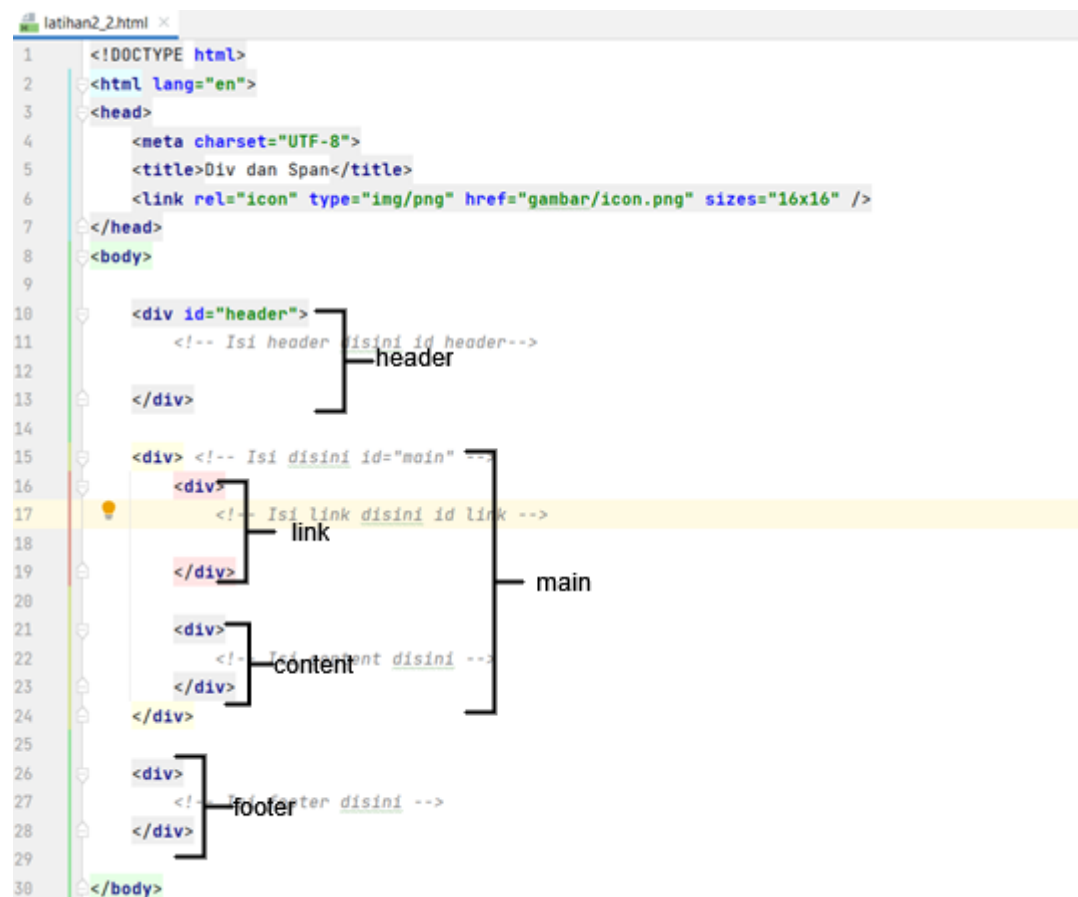 latihan2_2.html
1 <!DOCTYPE html>
2 <html lang="en">
3 <head>
4 <meta charset="UTF-8">
5 <title>Div dan Span</title>
6 <link rel="icon" type="img/png" href="gambar/icon.png" sizes="16x16" />
7 </head>
8 <body>
9
10 <div id="header">
11 <!-- Isi header disini id header-->
header
12
13 </div>
14
15 <div> <!-- Isi disini id="main" -->
16 <div>
17 <!-- Isi link disini id link -->
link
18
19 </div>
main
20
21 <div>
22 <!-- Isi content disini -->
content
23 </div>
24 </div>
25
26 <div>
27 <!-- Isi footer disini -->
footer
28 </div>
29
30 </body>